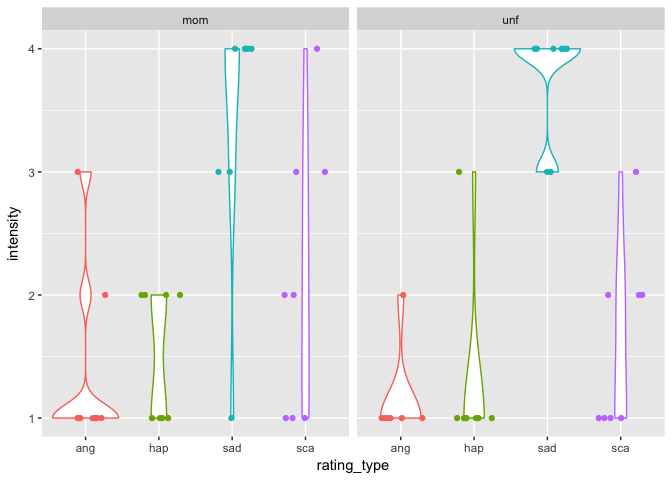 mom unf
4
3
2
1
intensity
ang hap sad sca ang hap sad sca
rating_type